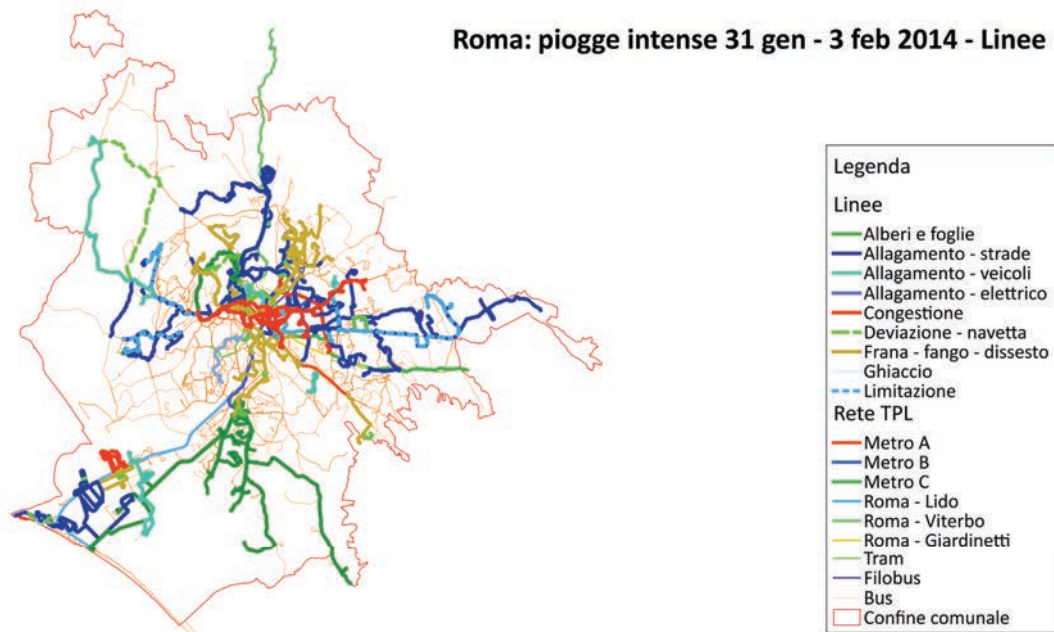 Roma: piogge intense 31 gen - 3 feb 2014 - Linee
Legenda
Linee
Alberi e foglie
Allagamento - strade
Allagamento - veicoli
Allagamento - elettrico
Congestione
Deviazione - navetta
Frana - fango - dissesto
Ghiaccio
Limitazione
Rete TPL
Metro A
Metro B
Metro C
Roma - Lido
Roma - Viterbo
Roma - Giardinetti
Tram
Filobus
Bus
Confine comunale